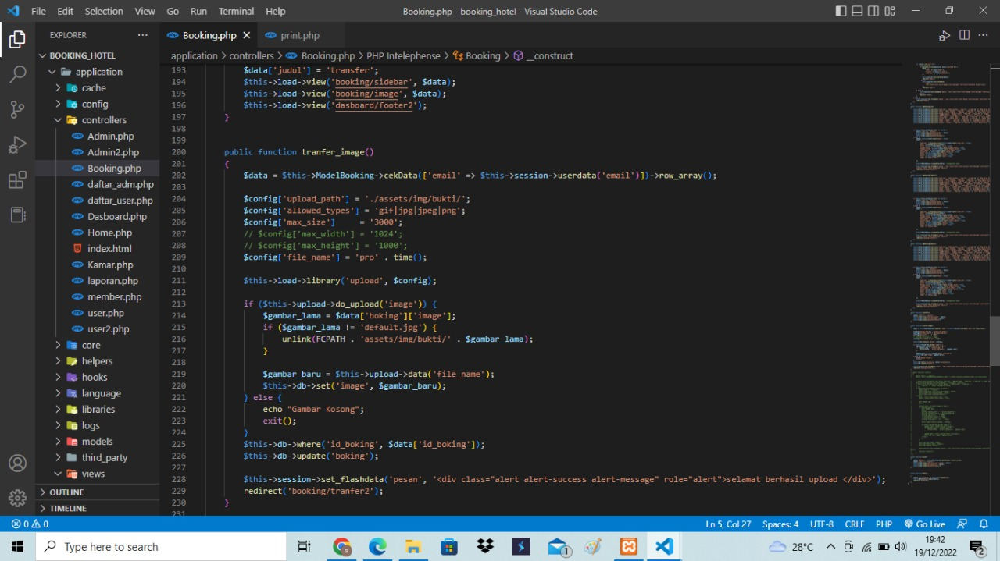 File Edit Selection View Go Run Terminal Help Booking.php - booking_hotel - Visual Studio Code
EXPLORER
Booking.php
print.php
application > controllers > Booking.php > PHP Intelephense > Booking > __construct
BOOKING_HOTEL
application
cache
config
controllers
Admin.php
Admin2.php
Booking.php
daftar_adm.php
daftar_user.php
Dasboard.php
Home.php
index.html
Kamar.php
laporan.php
member.php
user.php
user2.php
core
helpers
hooks
language
libraries
logs
models
third_party
views
OUTLINE
TIMELINE
193 $data['judul'] = 'transfer';
194 $this->load->view('booking/sidebar', $data);
195 $this->load->view('booking/image', $data);
196 $this->load->view('dasboard/footer2');
197 }
198
199
200 public function tranfer_image()
201 {
202 $data = $this->ModelBooking->cekData(['email' => $this->session->userdata('email')])->row_array();
203
204 $config['upload_path'] = './assets/img/bukti/';
205 $config['allowed_types'] = 'gif|jpg|jpeg|png';
206 $config['max_size'] = '3000';
207 // $config['max_width'] = '1024';
208 // $config['max_height'] = '1000';
209 $config['file_name'] = 'pro' . time();
210
211 $this->load->library('upload', $config);
212
213 if ($this->upload->do_upload('image')) {
214 $gambar_lama = $data['boking']['image'];
215 if ($gambar_lama != 'default.jpg') {
216 unlink(FCPATH . 'assets/img/bukti/' . $gambar_lama);
217 }
218
219 $gambar_baru = $this->upload->data('file_name');
220 $this->db->set('image', $gambar_baru);
221 } else {
222 echo "Gambar Kosong";
223 exit();
224 }
225 $this->db->where('id_boking', $data['id_boking']);
226 $this->db->update('boking');
227
228 $this->session->set_flashdata('pesan', '<div class="alert alert-success alert-message" role="alert">selamat berhasil upload </div>');
229 redirect('booking/tranfer2');
230 }
231
0 0 Ln 5, Col 27 Spaces: 4 UTF-8 CRLF PHP Go Live
Type here to search
1
28°C
19:42
19/12/2022
2